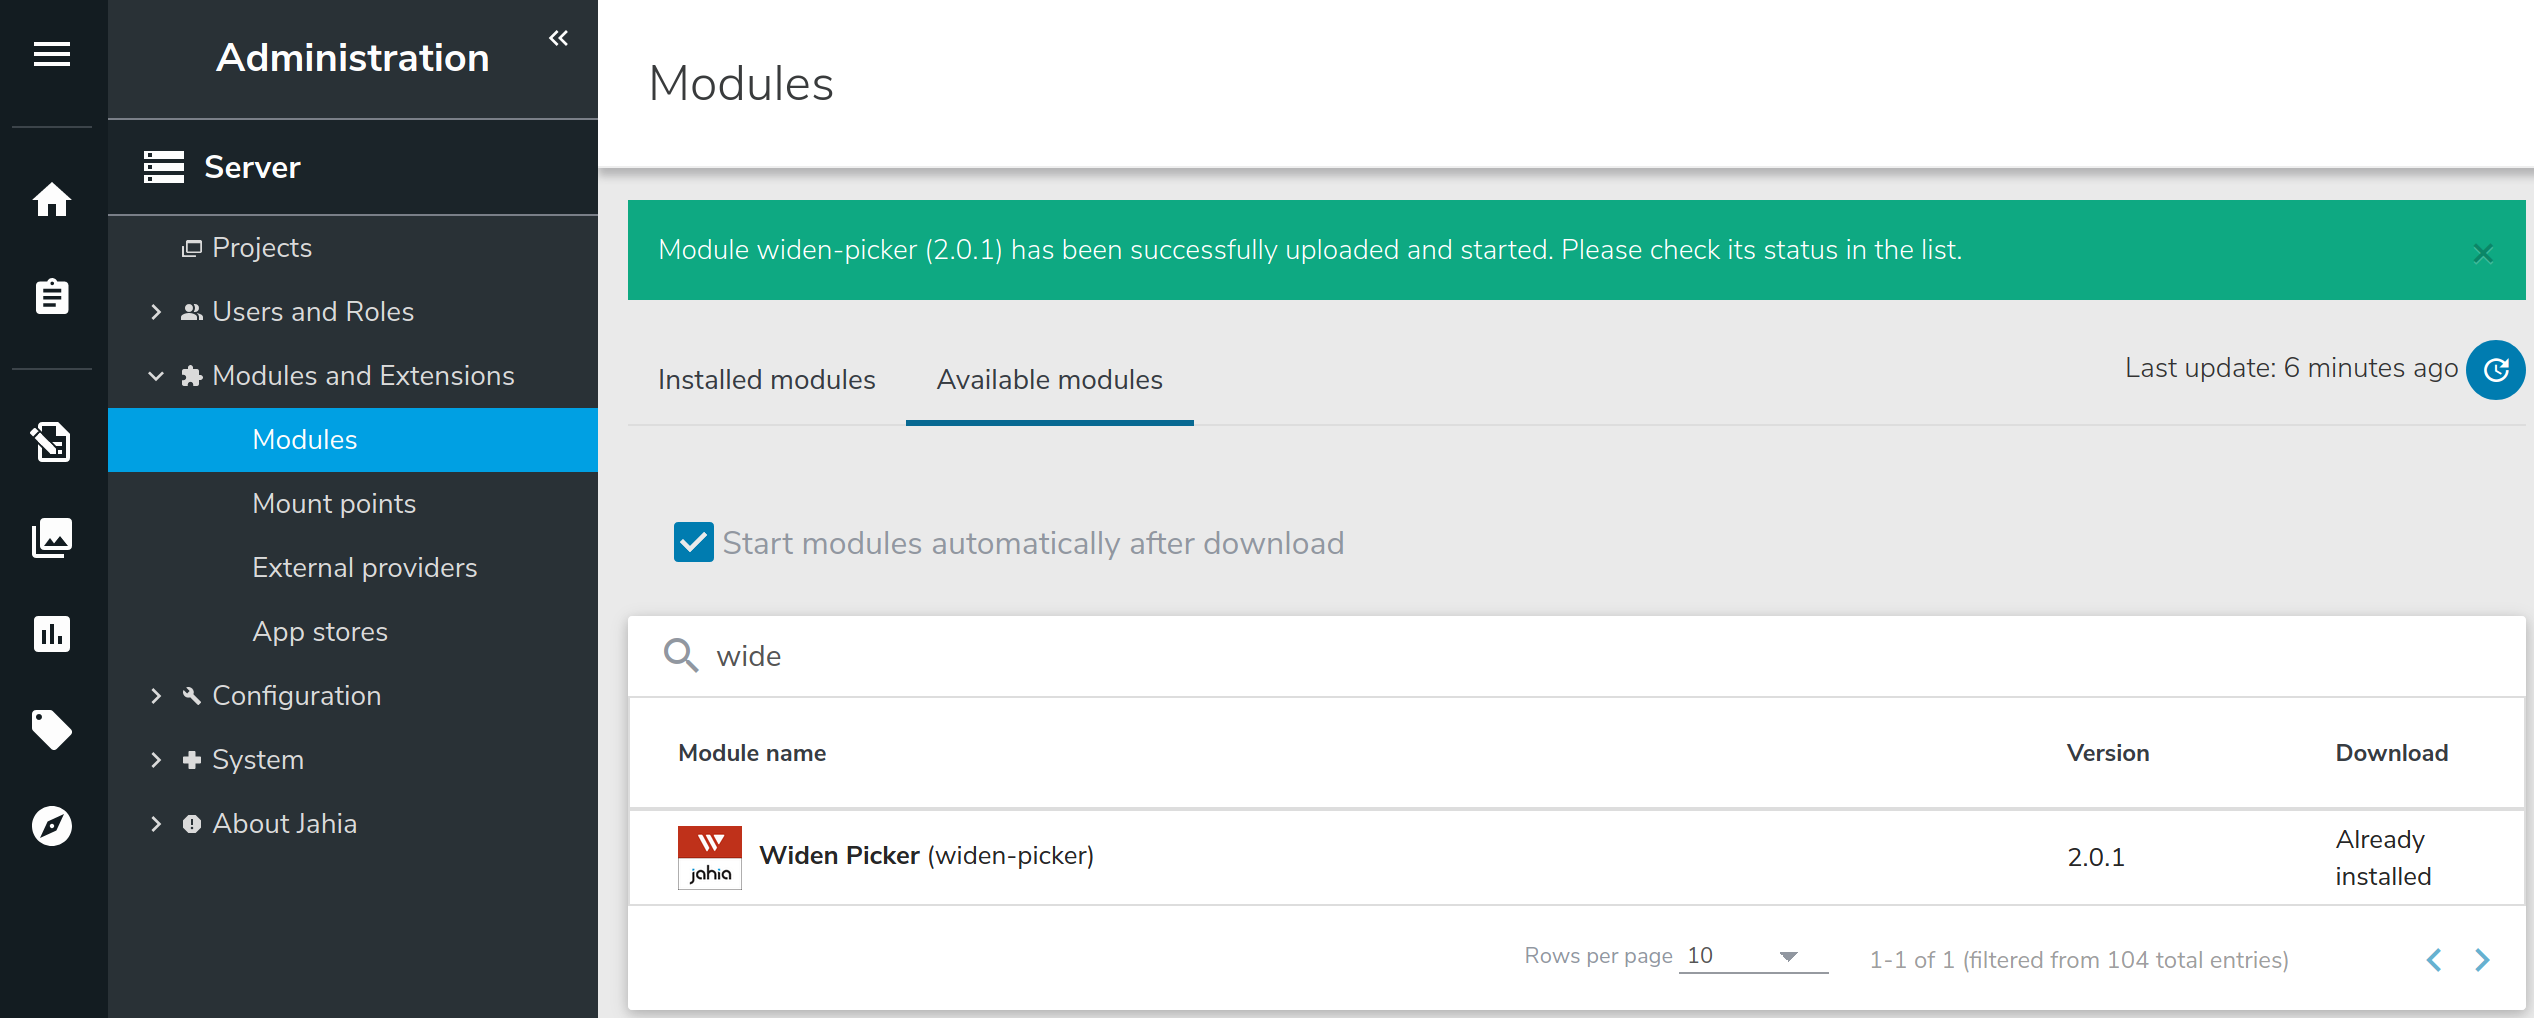 Administration
Server
Projects
Users and Roles
Modules and Extensions
Modules
Mount points
External providers
App stores
Configuration
System
About Jahia
Modules
Module widen-picker (2.0.1) has been successfully uploaded and started. Please check its status in the list.
Installed modules
Available modules
Last update: 6 minutes ago
Start modules automatically after download
wide
Module name
Version
Download
jahia
Widen Picker (widen-picker)
2.0.1
Already
installed
Rows per page 10
1-1 of 1 (filtered from 104 total entries)